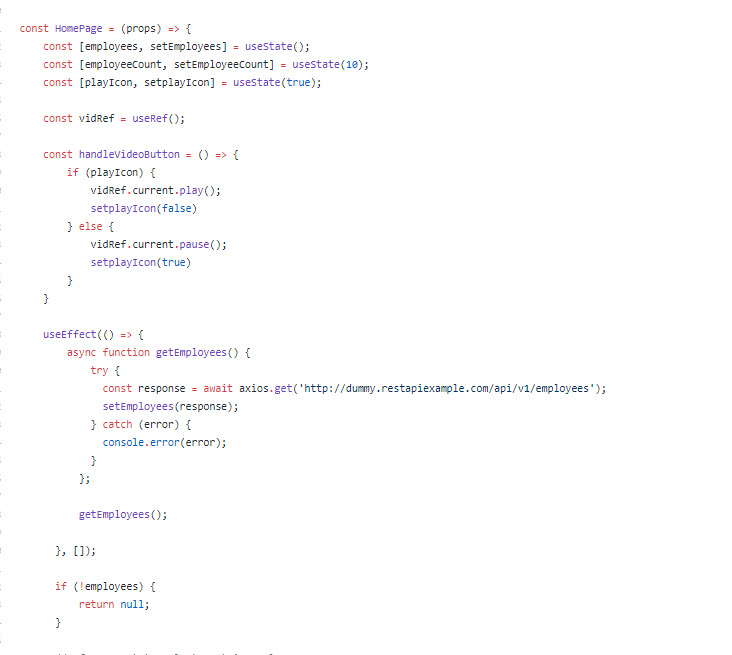 const HomePage = (props) => {
const [employees, setEmployees] = useState();
const [employeeCount, setEmployeeCount] = useState(10);
const [playIcon, setplayIcon] = useState(true);
const vidRef = useRef();
const handleVideoButton = () => {
if (playIcon) {
vidRef.current.play();
setplayIcon(false)
} else {
vidRef.current.pause();
setplayIcon(true)
}
}
useEffect(() => {
async function getEmployees() {
try {
const response = await axios.get('http://dummy.restapiexample.com/api/v1/employees');
setEmployees(response);
} catch (error) {
console.error(error);
}
};
getEmployees();
}, []);
if (!employees) {
return null;
}